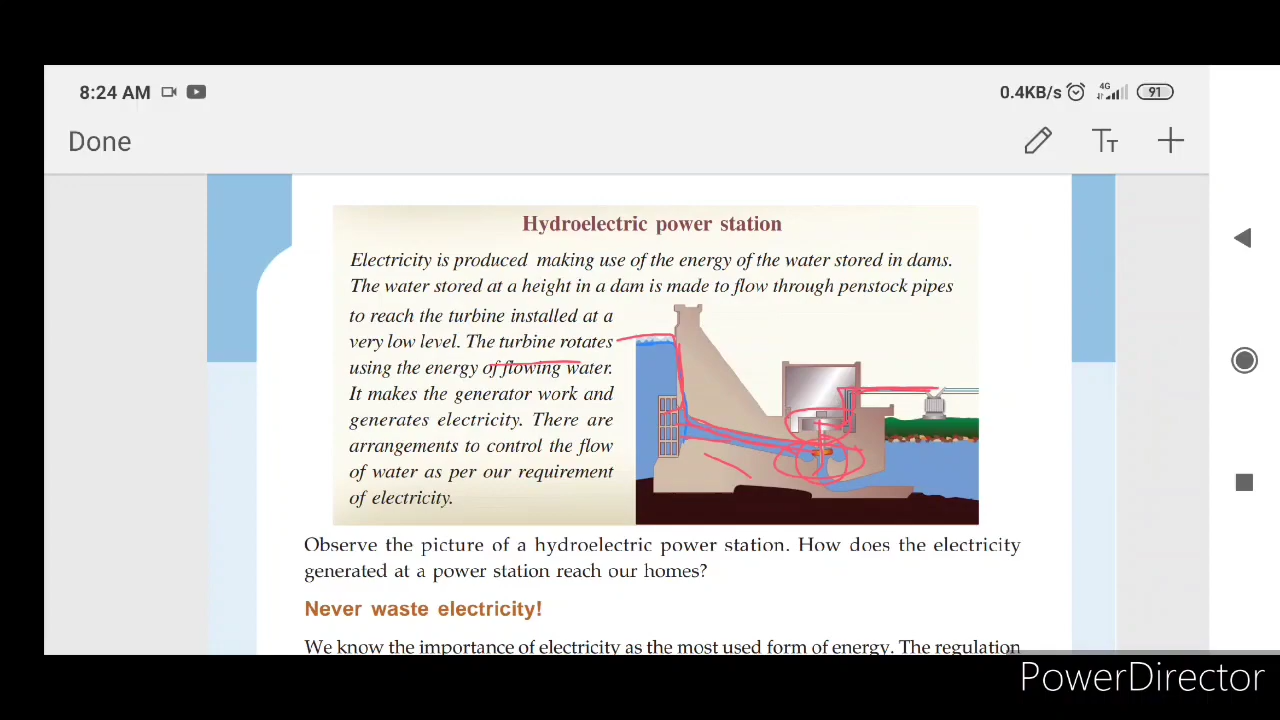 8:24 AM
0.4KB/s
4G
91
Done
Hydroelectric power station
Electricity is produced making use of the energy of the water stored in dams.
The water stored at a height in a dam is made to flow through penstock pipes
to reach the turbine installed at a
very low level. The turbine rotates
using the energy of flowing water.
It makes the generator work and
generates electricity. There are
arrangements to control the flow
of water as per our requirement
of electricity.
Observe the picture of a hydroelectric power station. How does the electricity
generated at a power station reach our homes?
Never waste electricity!
We know the importance of electricity as the most used form of energy. The regulation
PowerDirector